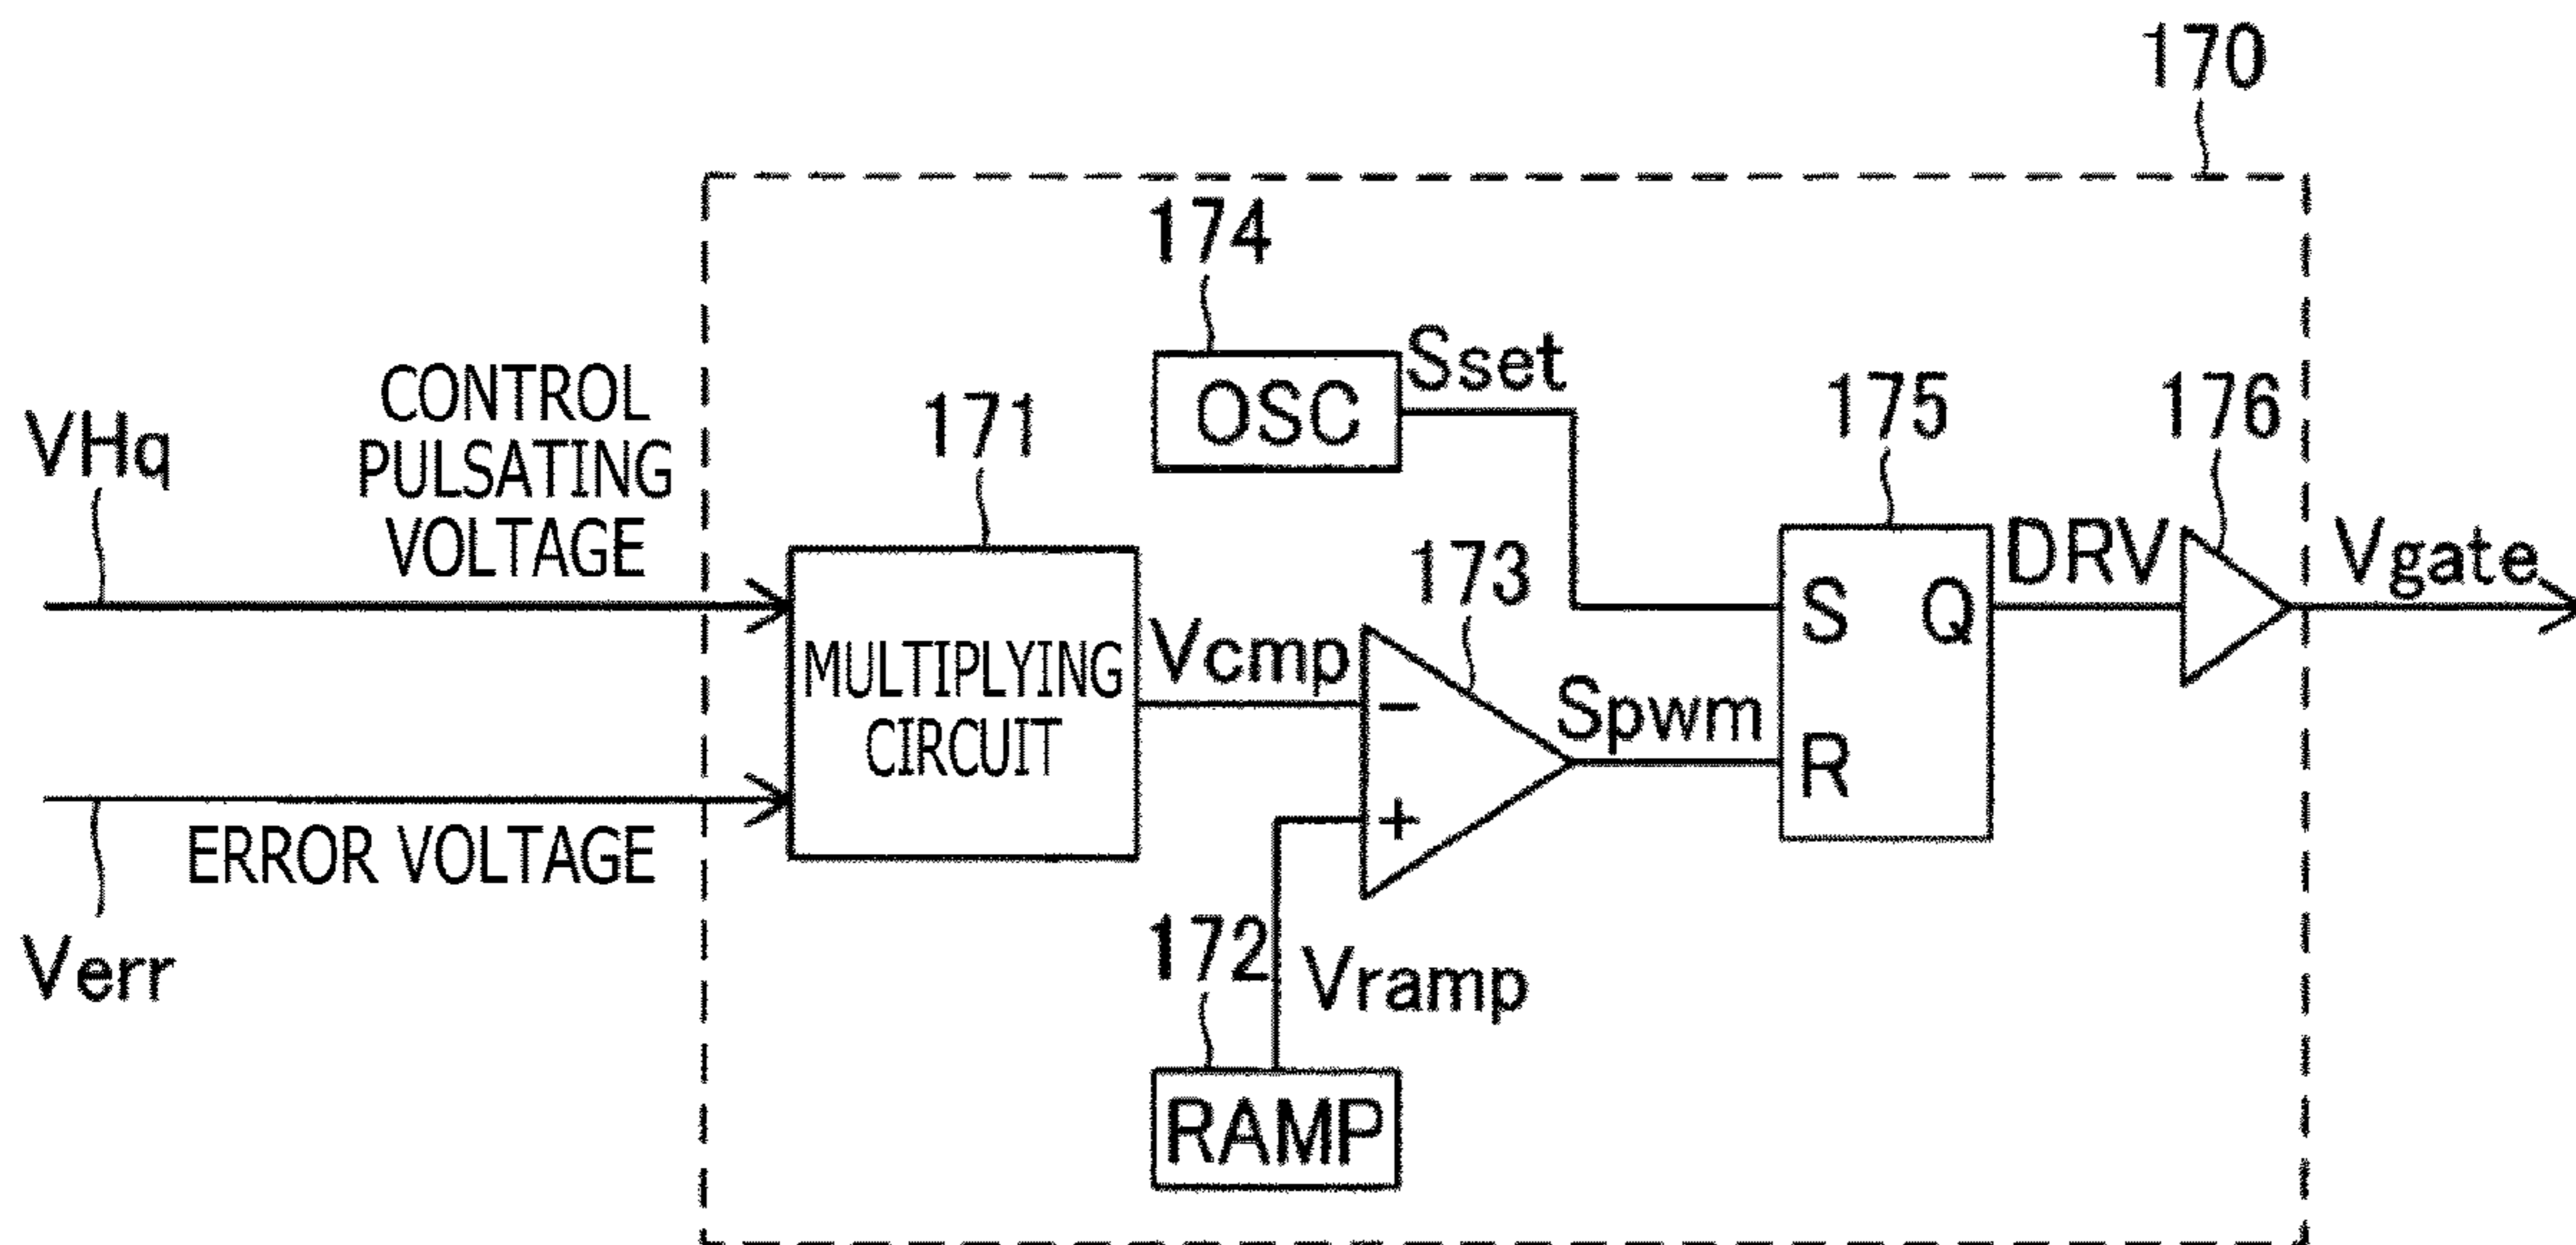 170
174
OSC
Sset
CONTROL
PULSATING
VOLTAGE
VHq
171
175
176
MULTIPLYING
CIRCUIT
Vcmp
173
−
+
Spwm
S
Q
R
DRV
Vgate
ERROR VOLTAGE
Verr
172
Vramp
RAMP